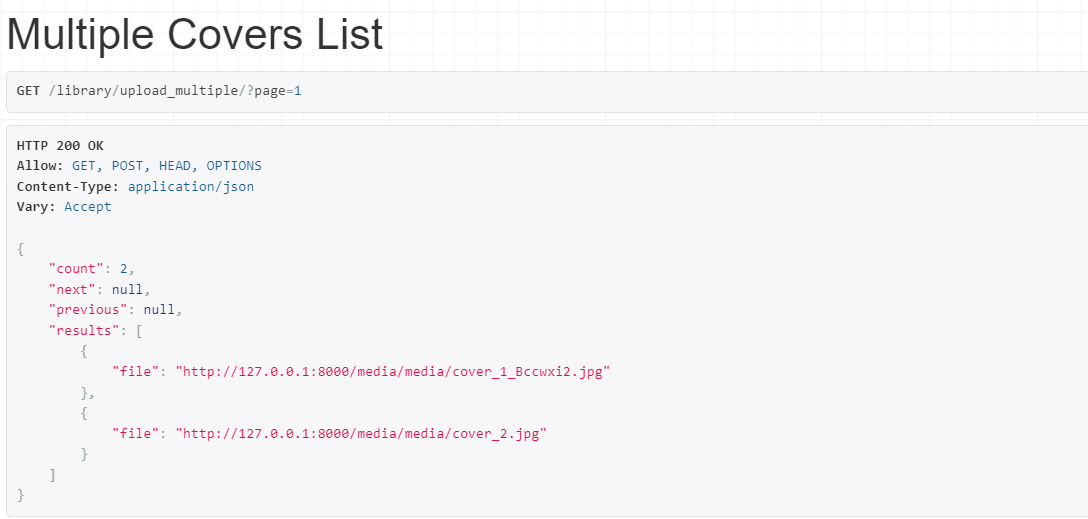 Multiple Covers List
GET /library/upload_multiple/?page=1
HTTP 200 OK
Allow: GET, POST, HEAD, OPTIONS
Content-Type: application/json
Vary: Accept
{
    "count": 2,
    "next": null,
    "previous": null,
    "results": [
        {
            "file": "http://127.0.0.1:8000/media/media/cover_1_Bccwxi2.jpg"
        },
        {
            "file": "http://127.0.0.1:8000/media/media/cover_2.jpg"
        }
    ]
}